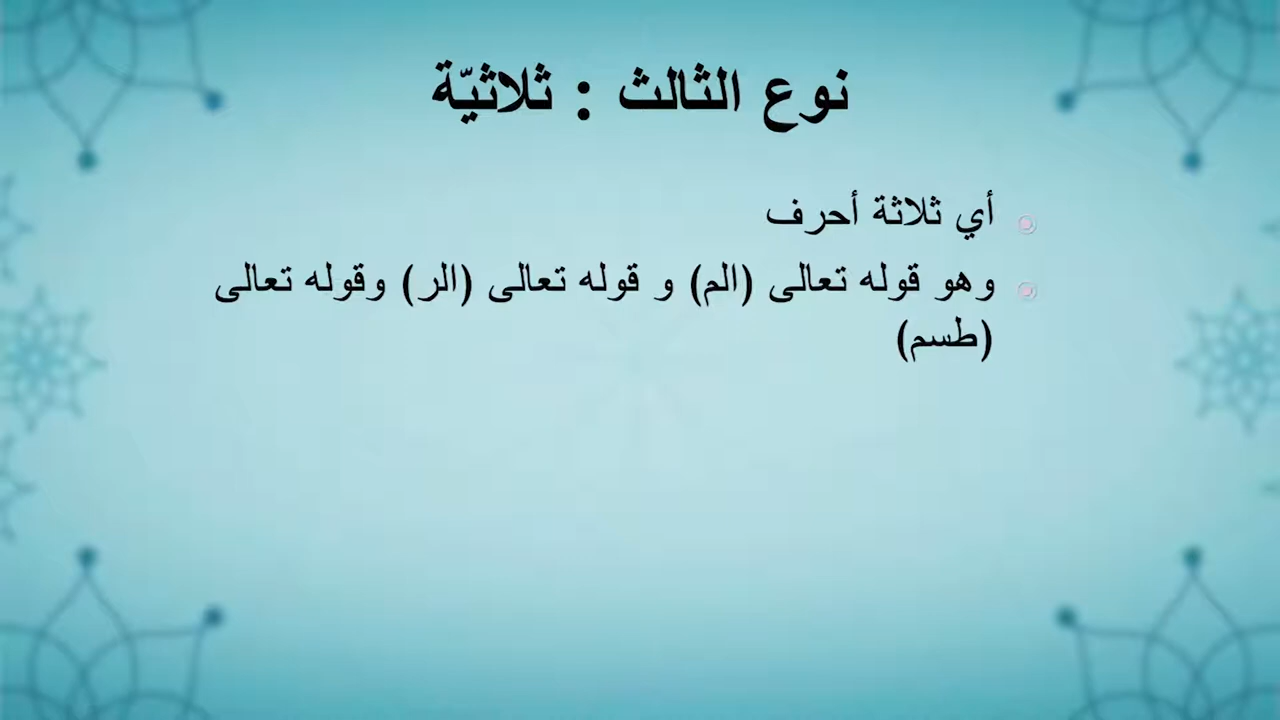 نوع الثالث : ثلاثيّة
أي ثلاثة أحرف
وهو قوله تعالى (الم) و قوله تعالى (الر) وقوله تعالى
(طسم)